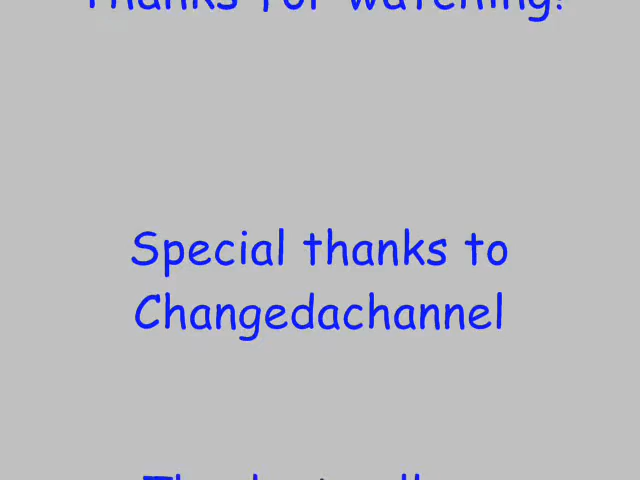 Thanks for watching!
Special thanks to
Changedachannel